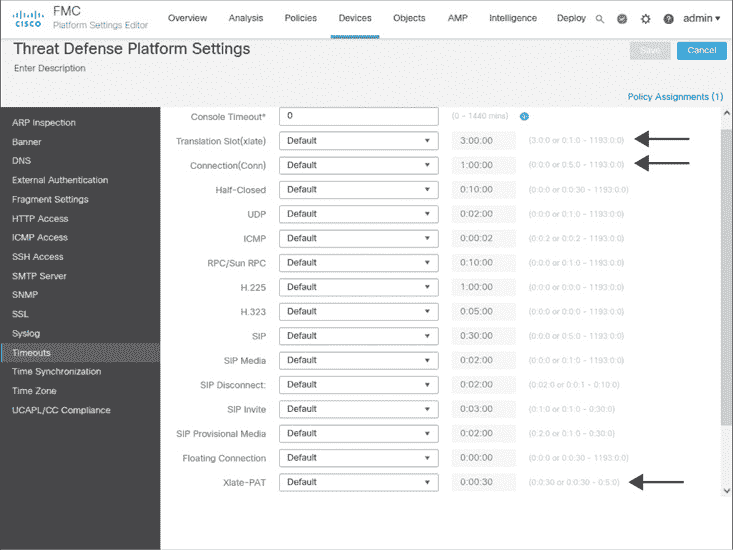 CISCO
FMC
Platform Settings Editor
Overview Analysis Policies Devices Objects AMP Intelligence Deploy admin
Threat Defense Platform Settings
Save Cancel
Enter Description
Policy Assignments (1)
ARP Inspection
Banner
DNS
External Authentication
Fragment Settings
HTTP Access
ICMP Access
SSH Access
SMTP Server
SNMP
SSL
Syslog
Timeouts
Time Synchronization
Time Zone
UCAPL/CC Compliance
Console Timeout* 0 (0 - 1440 mins)
Translation Slot(xlate) Default 3:00:00 (3:0:0 or 0:1:0 - 1193:0:0)
Connection(Conn) Default 1:00:00 (0:0:0 or 0:5:0 - 1193:0:0)
Half-Closed Default 0:10:00 (0:0:0 or 0:0:30 - 1193:0:0)
UDP Default 0:02:00 (0:0:0 or 0:1:0 - 1193:0:0)
ICMP Default 0:00:02 (0:0:2 or 0:0:2 - 1193:0:0)
RPC/Sun RPC Default 0:10:00 (0:0:0 or 0:1:0 - 1193:0:0)
H.225 Default 1:00:00 (0:0:0 or 0:0:0 - 1193:0:0)
H.323 Default 0:05:00 (0:0:0 or 0:0:0 - 1193:0:0)
SIP Default 0:30:00 (0:0:0 or 0:5:0 - 1193:0:0)
SIP Media Default 0:02:00 (0:0:0 or 0:1:0 - 1193:0:0)
SIP Disconnect: Default 0:02:00 (0:02:0 or 0:0:1 - 0:10:0)
SIP Invite Default 0:03:00 (0:1:0 or 0:1:0 - 0:30:0)
SIP Provisional Media Default 0:02:00 (0:2:0 or 0:1:0 - 0:30:0)
Floating Connection Default 0:00:00 (0:0:0 or 0:0:30 - 1193:0:0)
Xlate-PAT Default 0:00:30 (0:0:30 or 0:0:30 - 0:5:0)